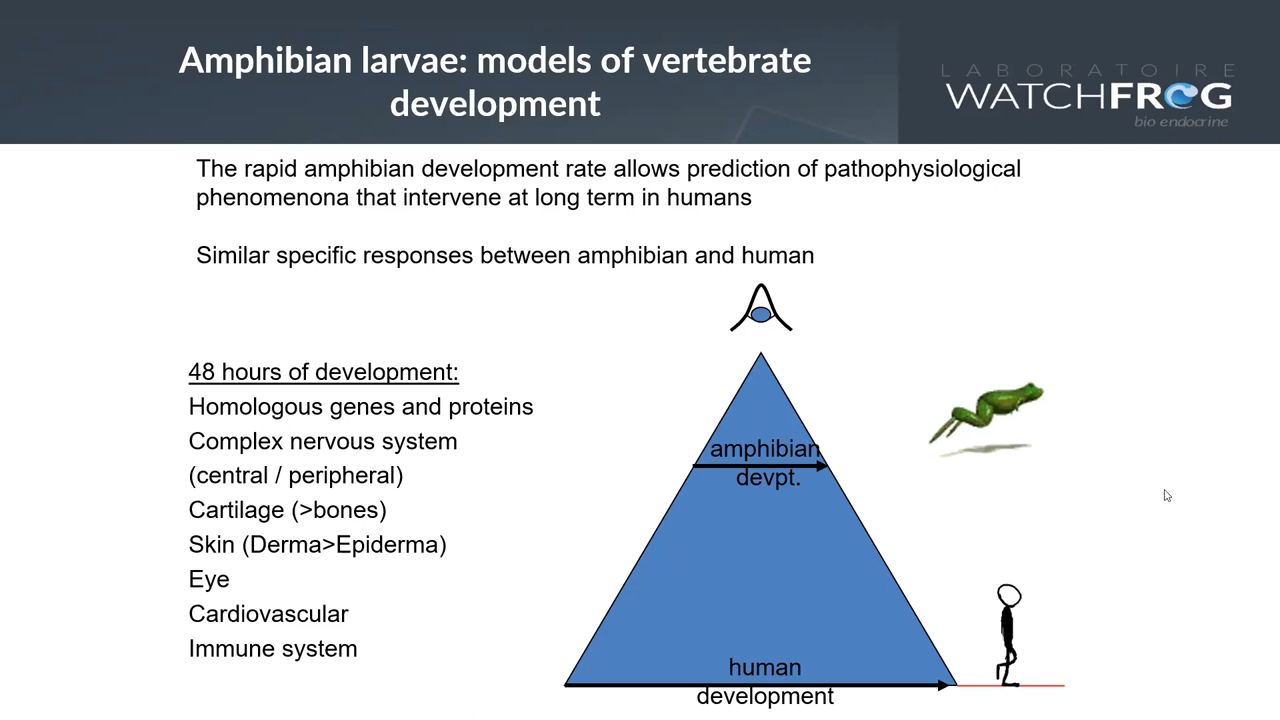 Amphibian larvae: models of vertebrate
development
LABORATOIRE
WATCHFROG
bio endocrine
The rapid amphibian development rate allows prediction of pathophysiological
phenomenona that intervene at long term in humans
Similar specific responses between amphibian and human
48 hours of development:
Homologous genes and proteins
Complex nervous system
(central / peripheral)
Cartilage (>bones)
Skin (Derma>Epiderma)
Eye
Cardiovascular
Immune system
amphibian
devpt.
human
development